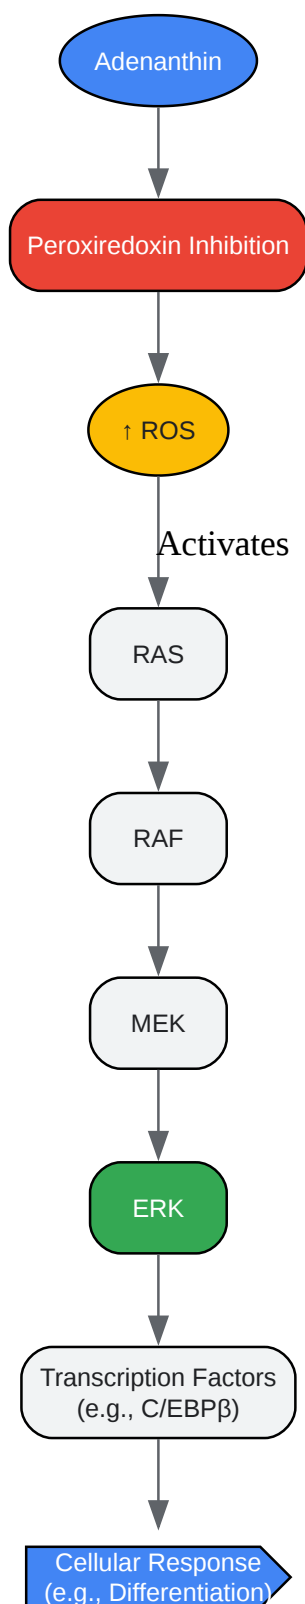 Adenanthin
Peroxiredoxin Inhibition
↑ ROS
Activates
RAS
RAF
MEK
ERK
Transcription Factors
(e.g., C/EBPβ)
Cellular Response
(e.g., Differentiation)